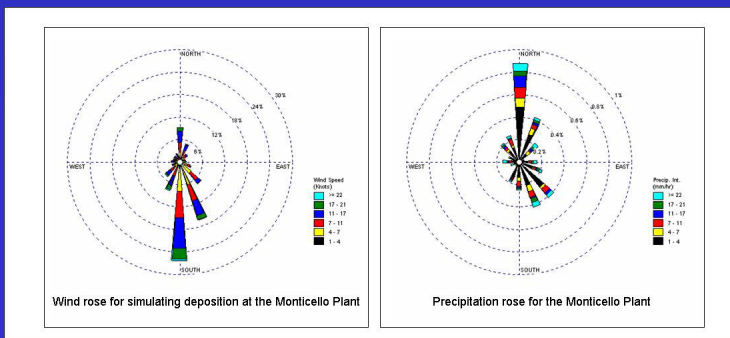 NORTH
30%
24%
18%
12%
6%
WEST
EAST
Wind Speed
(Knots)
>= 22
17 - 21
11 - 17
7 - 11
4 - 7
1 - 4
SOUTH
Wind rose for simulating deposition at the Monticello Plant
NORTH
1%
0.8%
0.6%
0.4%
0.2%
WEST
EAST
Precip. Int.
(mm/hr)
>= 22
17 - 21
11 - 17
7 - 11
4 - 7
1 - 4
SOUTH
Precipitation rose for the Monticello Plant